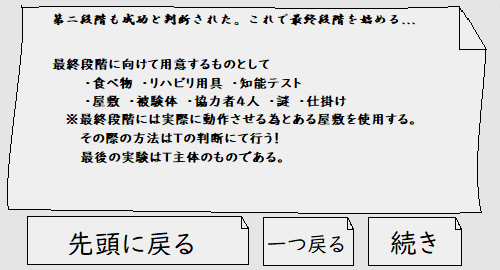 第二段階も成功と判断された。これで最終段階を始める…
最終段階に向けて用意するものとして
・食べ物 ・リハビリ用具 ・知能テスト
・屋敷 ・被験体 ・協力者4人 ・謎 ・仕掛け
※最終段階には実際に動作させる為とある屋敷を使用する。
その際の方法はTの判断にて行う!
最後の実験はT主体のものである。
先頭に戻る
一つ戻る
続き